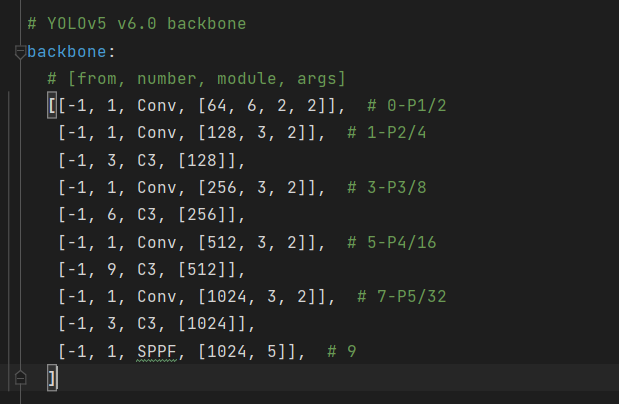 # YOLOv5 v6.0 backbone
backbone:
  # [from, number, module, args]
  [[-1, 1, Conv, [64, 6, 2, 2]],  # 0-P1/2
   [-1, 1, Conv, [128, 3, 2]],  # 1-P2/4
   [-1, 3, C3, [128]],
   [-1, 1, Conv, [256, 3, 2]],  # 3-P3/8
   [-1, 6, C3, [256]],
   [-1, 1, Conv, [512, 3, 2]],  # 5-P4/16
   [-1, 9, C3, [512]],
   [-1, 1, Conv, [1024, 3, 2]],  # 7-P5/32
   [-1, 3, C3, [1024]],
   [-1, 1, SPPF, [1024, 5]],  # 9
  ]